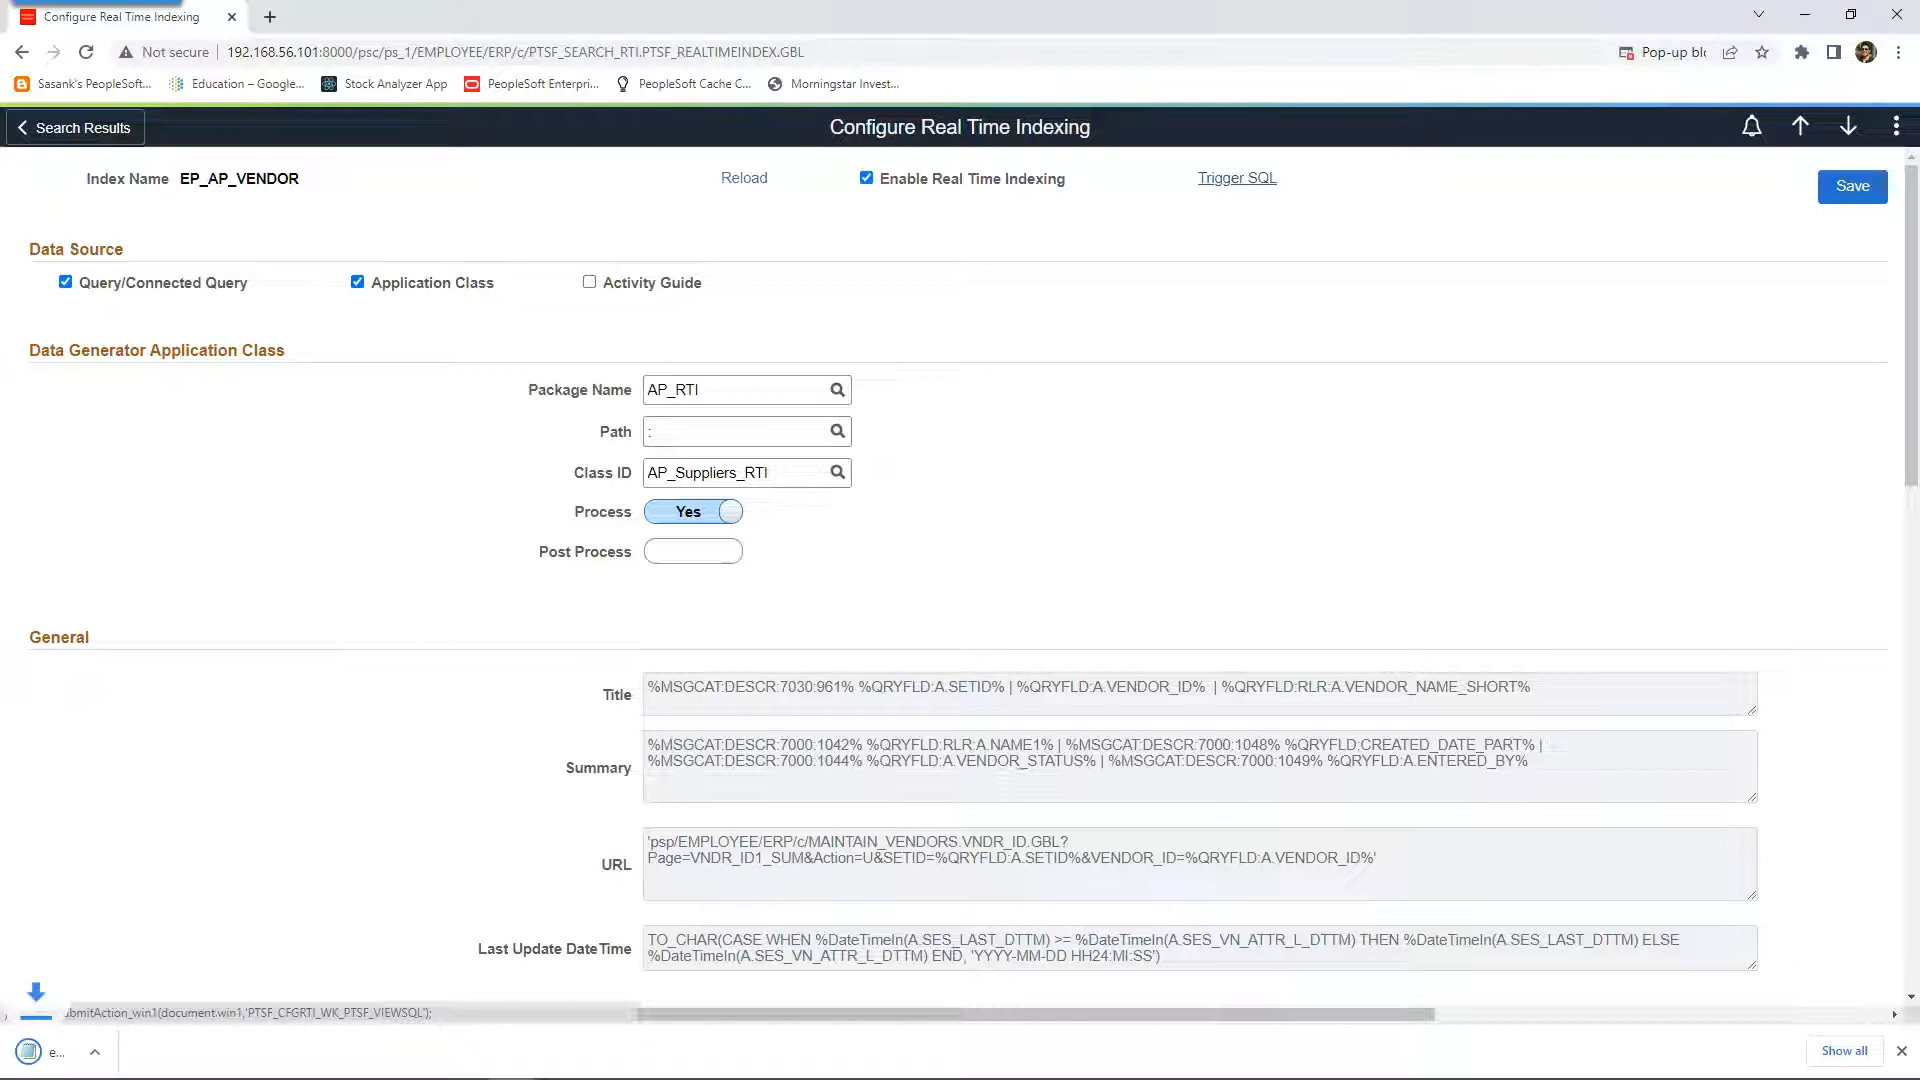 Configure Real Time Indexing
Not secure
192.168.56.101:8000/psc/ps_1/EMPLOYEE/ERP/c/PTSF_SEARCH_RTI.PTSF_REALTIMEINDEX.GBL
Pop-up blo
Sasank's PeopleSoft...
Education – Google...
Stock Analyzer App
PeopleSoft Enterpri...
PeopleSoft Cache C...
Morningstar Invest...
Search Results
Configure Real Time Indexing
Index Name EP_AP_VENDOR
Reload
Enable Real Time Indexing
Trigger SQL
Save
Data Source
Query/Connected Query
Application Class
Activity Guide
Data Generator Application Class
Package Name AP_RTI
Path :
Class ID AP_Suppliers_RTI
Process Yes
Post Process
General
Title
%MSGCAT:DESCR:7030:961% %QRYFLD:A.SETID% | %QRYFLD:A.VENDOR_ID% | %QRYFLD:RLR:A.VENDOR_NAME_SHORT%
Summary
%MSGCAT:DESCR:7000:1042% %QRYFLD:RLR:A.NAME1% | %MSGCAT:DESCR:7000:1048% %QRYFLD:CREATED_DATE_PART% |
%MSGCAT:DESCR:7000:1044% %QRYFLD:A.VENDOR_STATUS% | %MSGCAT:DESCR:7000:1049% %QRYFLD:A.ENTERED_BY%
URL
'psp/EMPLOYEE/ERP/c/MAINTAIN_VENDORS.VNDR_ID.GBL?
Page=VNDR_ID1_SUM&Action=U&SETID=%QRYFLD:A.SETID%&VENDOR_ID=%QRYFLD:A.VENDOR_ID%'
Last Update DateTime
TO_CHAR(CASE WHEN %DateTimeIn(A.SES_LAST_DTTM) >= %DateTimeIn(A.SES_VN_ATTR_L_DTTM) THEN %DateTimeIn(A.SES_LAST_DTTM) ELSE
%DateTimeIn(A.SES_VN_ATTR_L_DTTM) END, 'YYYY-MM-DD HH24:MI:SS')
ubmitAction_win1(document.win1,'PTSF_CFGRTI_WK_PTSF_VIEWSQL');
e...
Show all